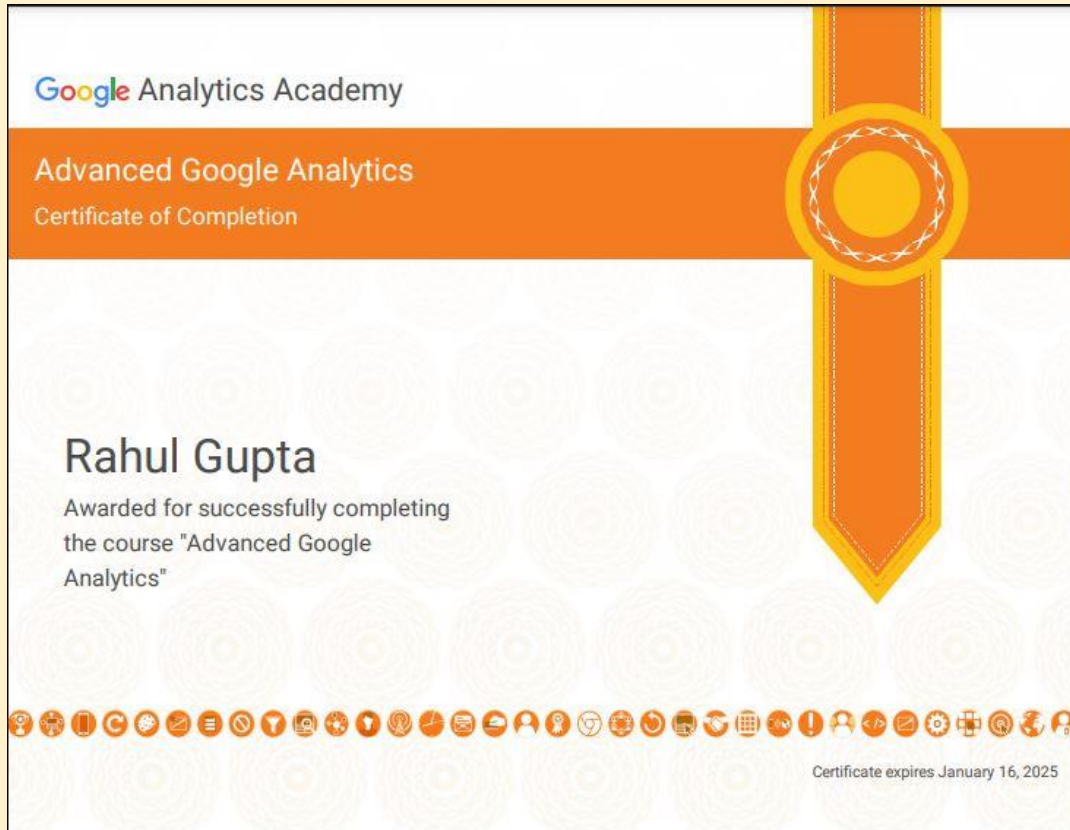 Google Analytics Academy
Advanced Google Analytics
Certificate of Completion
Rahul Gupta
Awarded for successfully completing
the course "Advanced Google
Analytics"
Certificate expires January 16, 2025